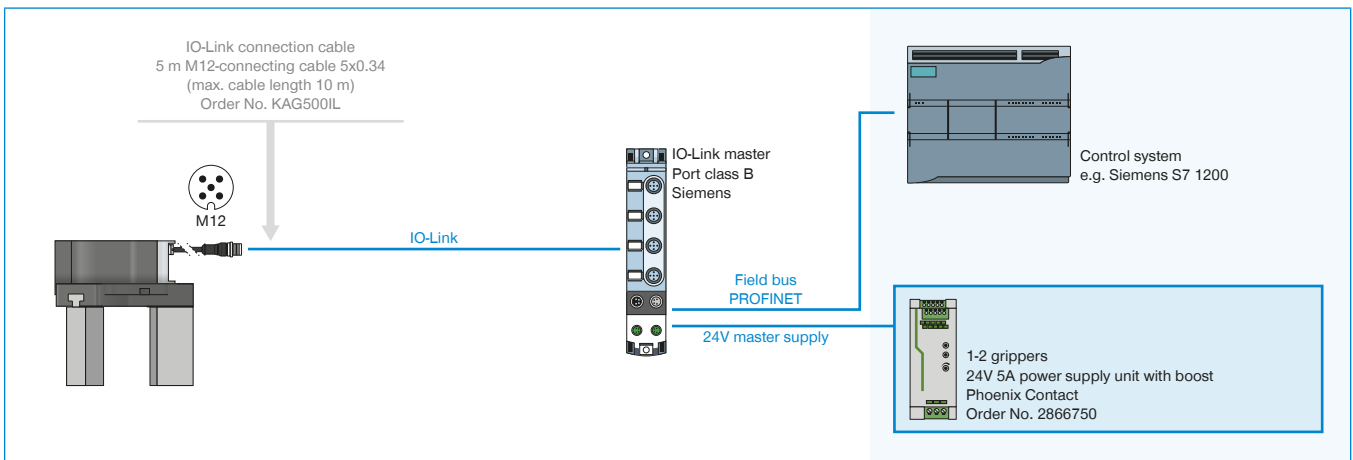 IO-Link connection cable
5 m M12-connecting cable 5x0.34
(max. cable length 10 m)
Order No. KAG500IL
M12
IO-Link
IO-Link master
Port class B
Siemens
Field bus
PROFINET
24V master supply
Control system
e.g. Siemens S7 1200
1-2 grippers
24V 5A power supply unit with boost
Phoenix Contact
Order No. 2866750